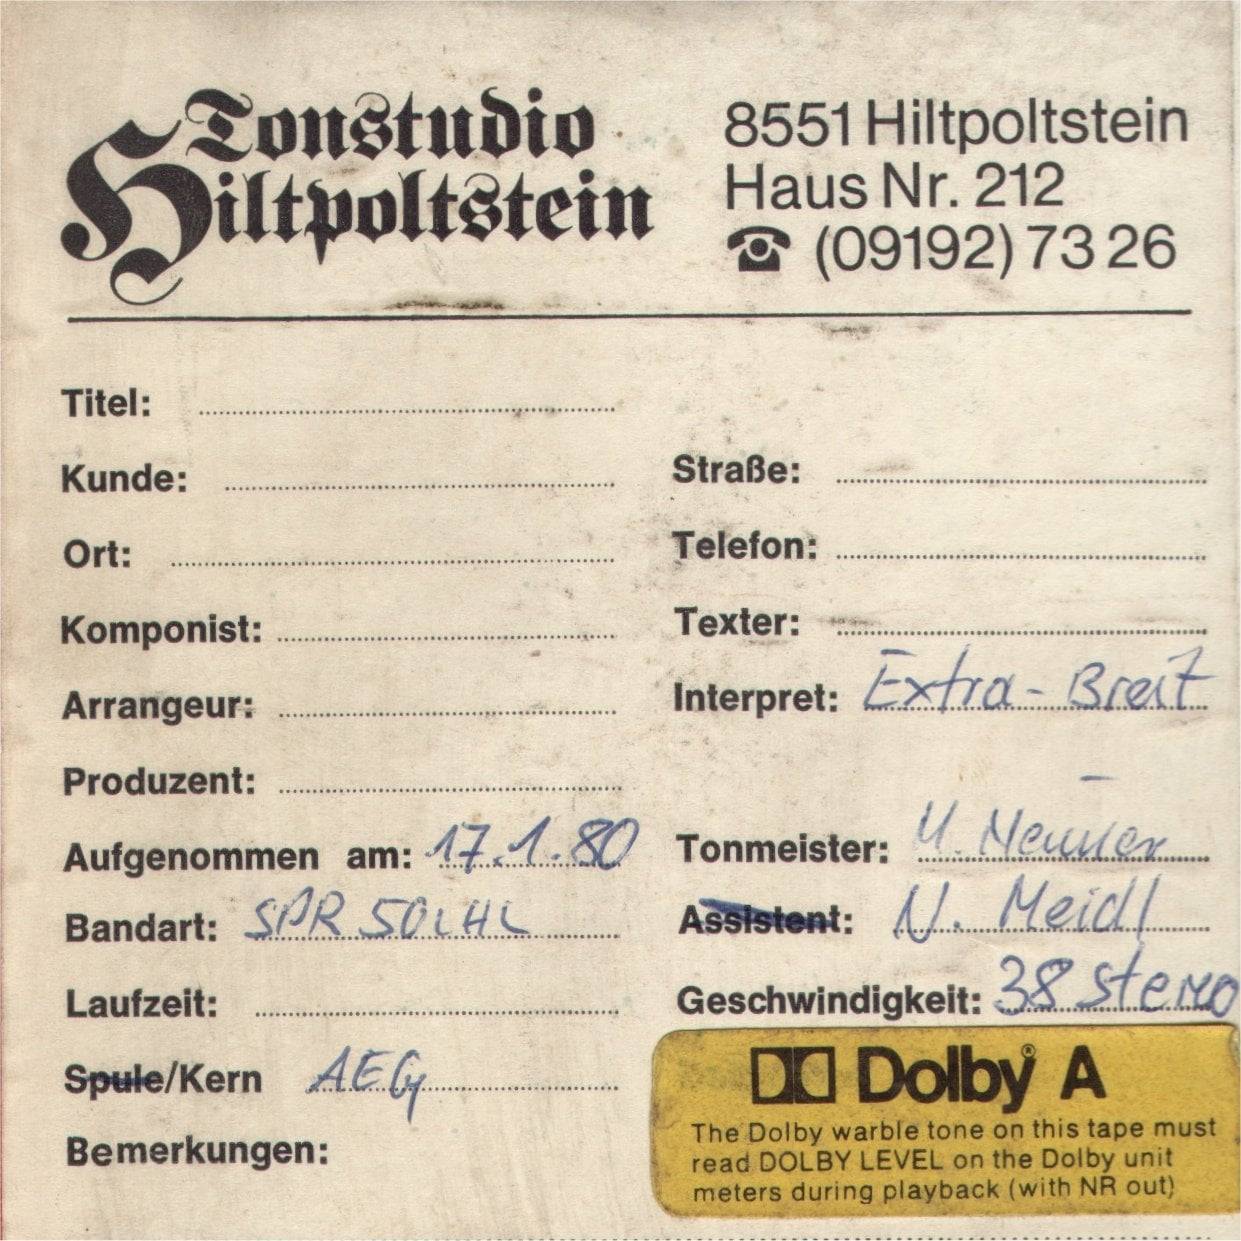 Tonstudio
Hiltpoltstein
8551 Hiltpoltstein
Haus Nr. 212
(09192) 73 26
Titel:
Kunde:
Straße:
Ort:
Telefon:
Komponist:
Texter:
Arrangeur:
Interpret: Extra-Breit
Produzent:
Aufgenommen am: 17.1.80
Tonmeister:
Bandart: SPR 50LHL
Assistent: N. Meidl
Laufzeit:
Geschwindigkeit: 38 Stereo
Spule/Kern AEG
Bemerkungen:
Dolby® A
The Dolby warble tone on this tape must
read DOLBY LEVEL on the Dolby unit
meters during playback (with NR out)